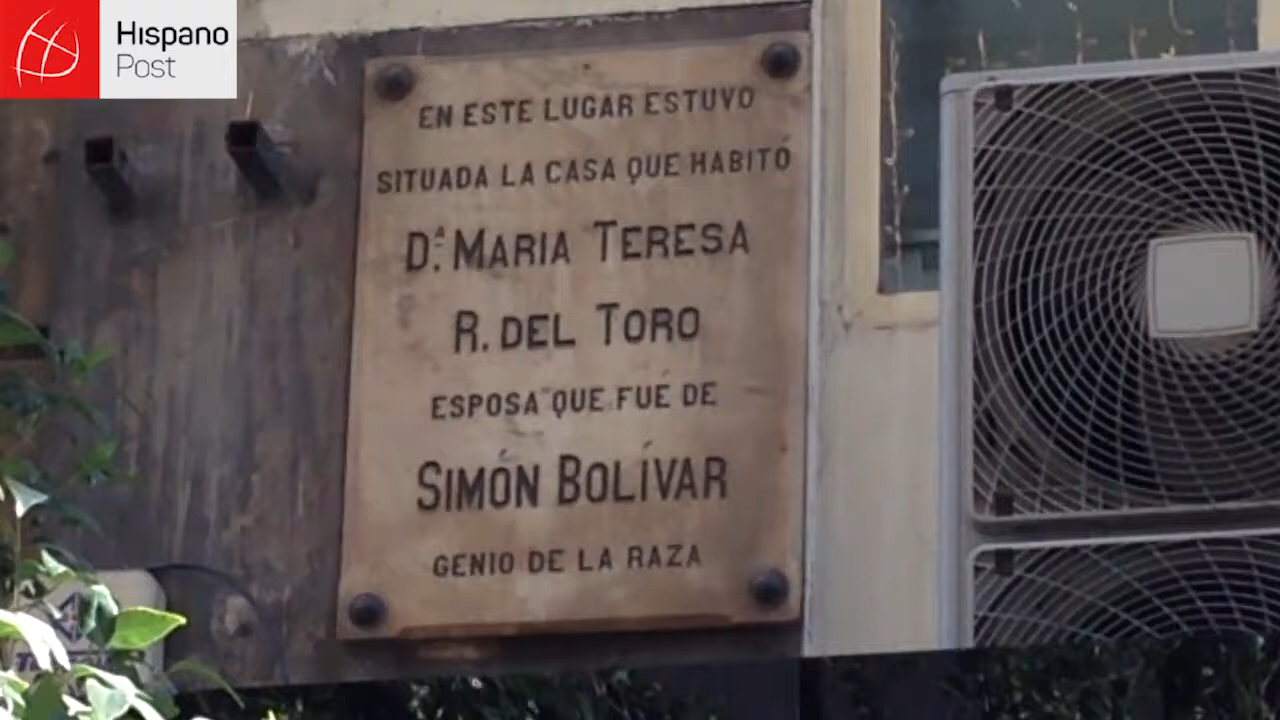 Hispano
Post
EN ESTE LUGAR ESTUVO
SITUADA LA CASA QUE HABITÓ
D.ª MARIA TERESA
R. DEL TORO
ESPOSA QUE FUÉ DE
SIMÓN BOLÍVAR
GENIO DE LA RAZA